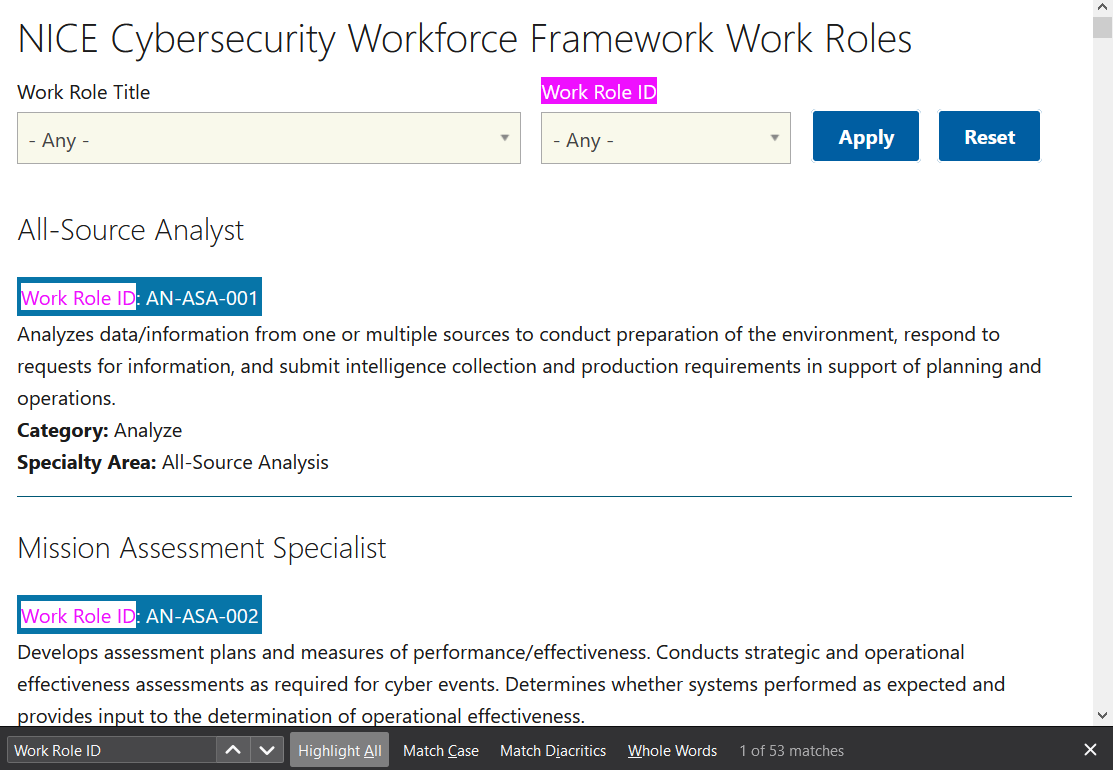 NICE Cybersecurity Workforce Framework Work Roles
Work Role Title Work Role ID
- Any - - Any - Apply Reset
All-Source Analyst
Work Role ID: AN-ASA-001
Analyzes data/information from one or multiple sources to conduct preparation of the environment, respond to
requests for information, and submit intelligence collection and production requirements in support of planning and
operations.
Category: Analyze
Specialty Area: All-Source Analysis
Mission Assessment Specialist
Work Role ID: AN-ASA-002
Develops assessment plans and measures of performance/effectiveness. Conducts strategic and operational
effectiveness assessments as required for cyber events. Determines whether systems performed as expected and
provides input to the determination of operational effectiveness.
Work Role ID Highlight All Match Case Match Diacritics Whole Words 1 of 53 matches